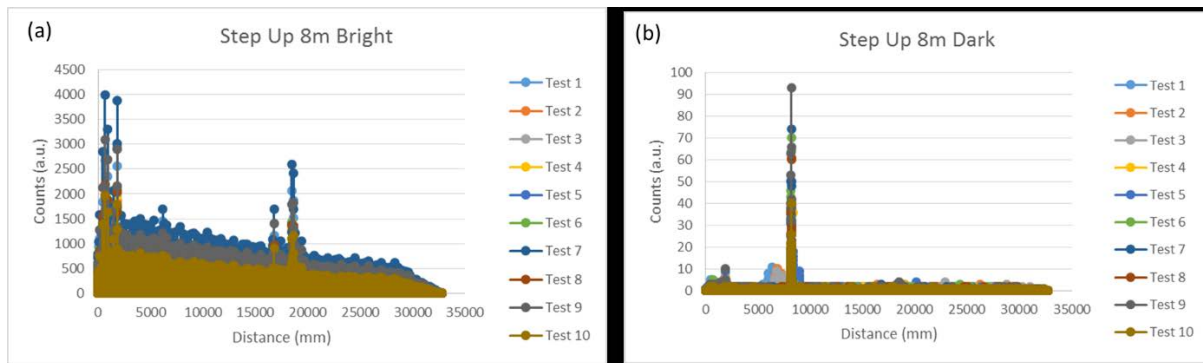 (a)
Step Up 8m Bright
Counts (a.u.)
4500
4000
3500
3000
2500
2000
1500
1000
500
0
0 5000 10000 15000 20000 25000 30000 35000
Distance (mm)
Test 1
Test 2
Test 3
Test 4
Test 5
Test 6
Test 7
Test 8
Test 9
Test 10
(b)
Step Up 8m Dark
Counts (a.u.)
100
90
80
70
60
50
40
30
20
10
0
0 5000 10000 15000 20000 25000 30000 35000
Distance (mm)
Test 1
Test 2
Test 3
Test 4
Test 5
Test 6
Test 7
Test 8
Test 9
Test 10